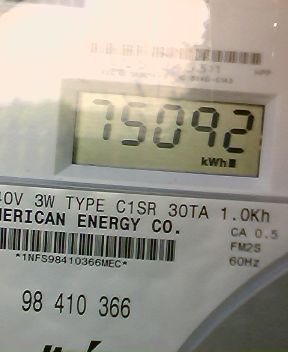 75092
kWh
40V 3W TYPE C1SR 30TA 1.0Kh
MERICAN ENERGY CO.
CA 0.5
FM2S
*1NFS98410366MEC*
60Hz
98 410 366